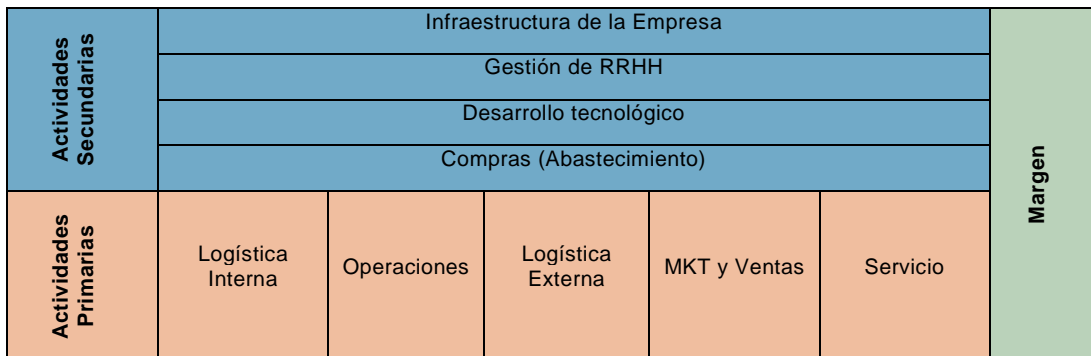 Actividades
Secundarias
Infraestructura de la Empresa
Gestión de RRHH
Desarrollo tecnológico
Compras (Abastecimiento)
Margen
Actividades
Primarias
Logística
Interna
Operaciones
Logística
Externa
MKT y Ventas
Servicio